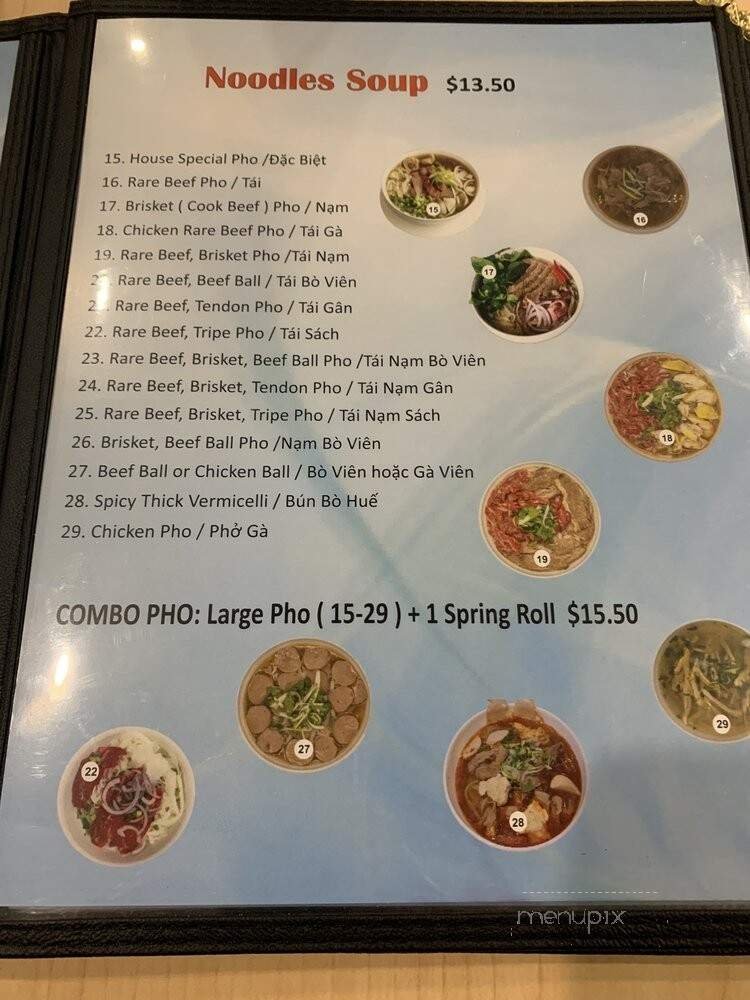 Noodles Soup $13.50
15. House Special Pho /Đặc Biệt
16. Rare Beef Pho / Tái
17. Brisket ( Cook Beef ) Pho / Nạm
18. Chicken Rare Beef Pho / Tái Gà
19. Rare Beef, Brisket Pho /Tái Nạm
Rare Beef, Beef Ball / Tái Bò Viên
Rare Beef, Tendon Pho / Tái Gân
22. Rare Beef, Tripe Pho / Tái Sách
23. Rare Beef, Brisket, Beef Ball Pho /Tái Nạm Bò Viên
24. Rare Beef, Brisket, Tendon Pho / Tái Nạm Gân
25. Rare Beef, Brisket, Tripe Pho / Tái Nạm Sách
26. Brisket, Beef Ball Pho /Nạm Bò Viên
27. Beef Ball or Chicken Ball / Bò Viên hoặc Gà Viên
28. Spicy Thick Vermicelli / Bún Bò Huế
29. Chicken Pho / Phở Gà
15
16
17
18
19
COMBO PHO: Large Pho ( 15-29 ) + 1 Spring Roll $15.50
29
27
22
28
menupix